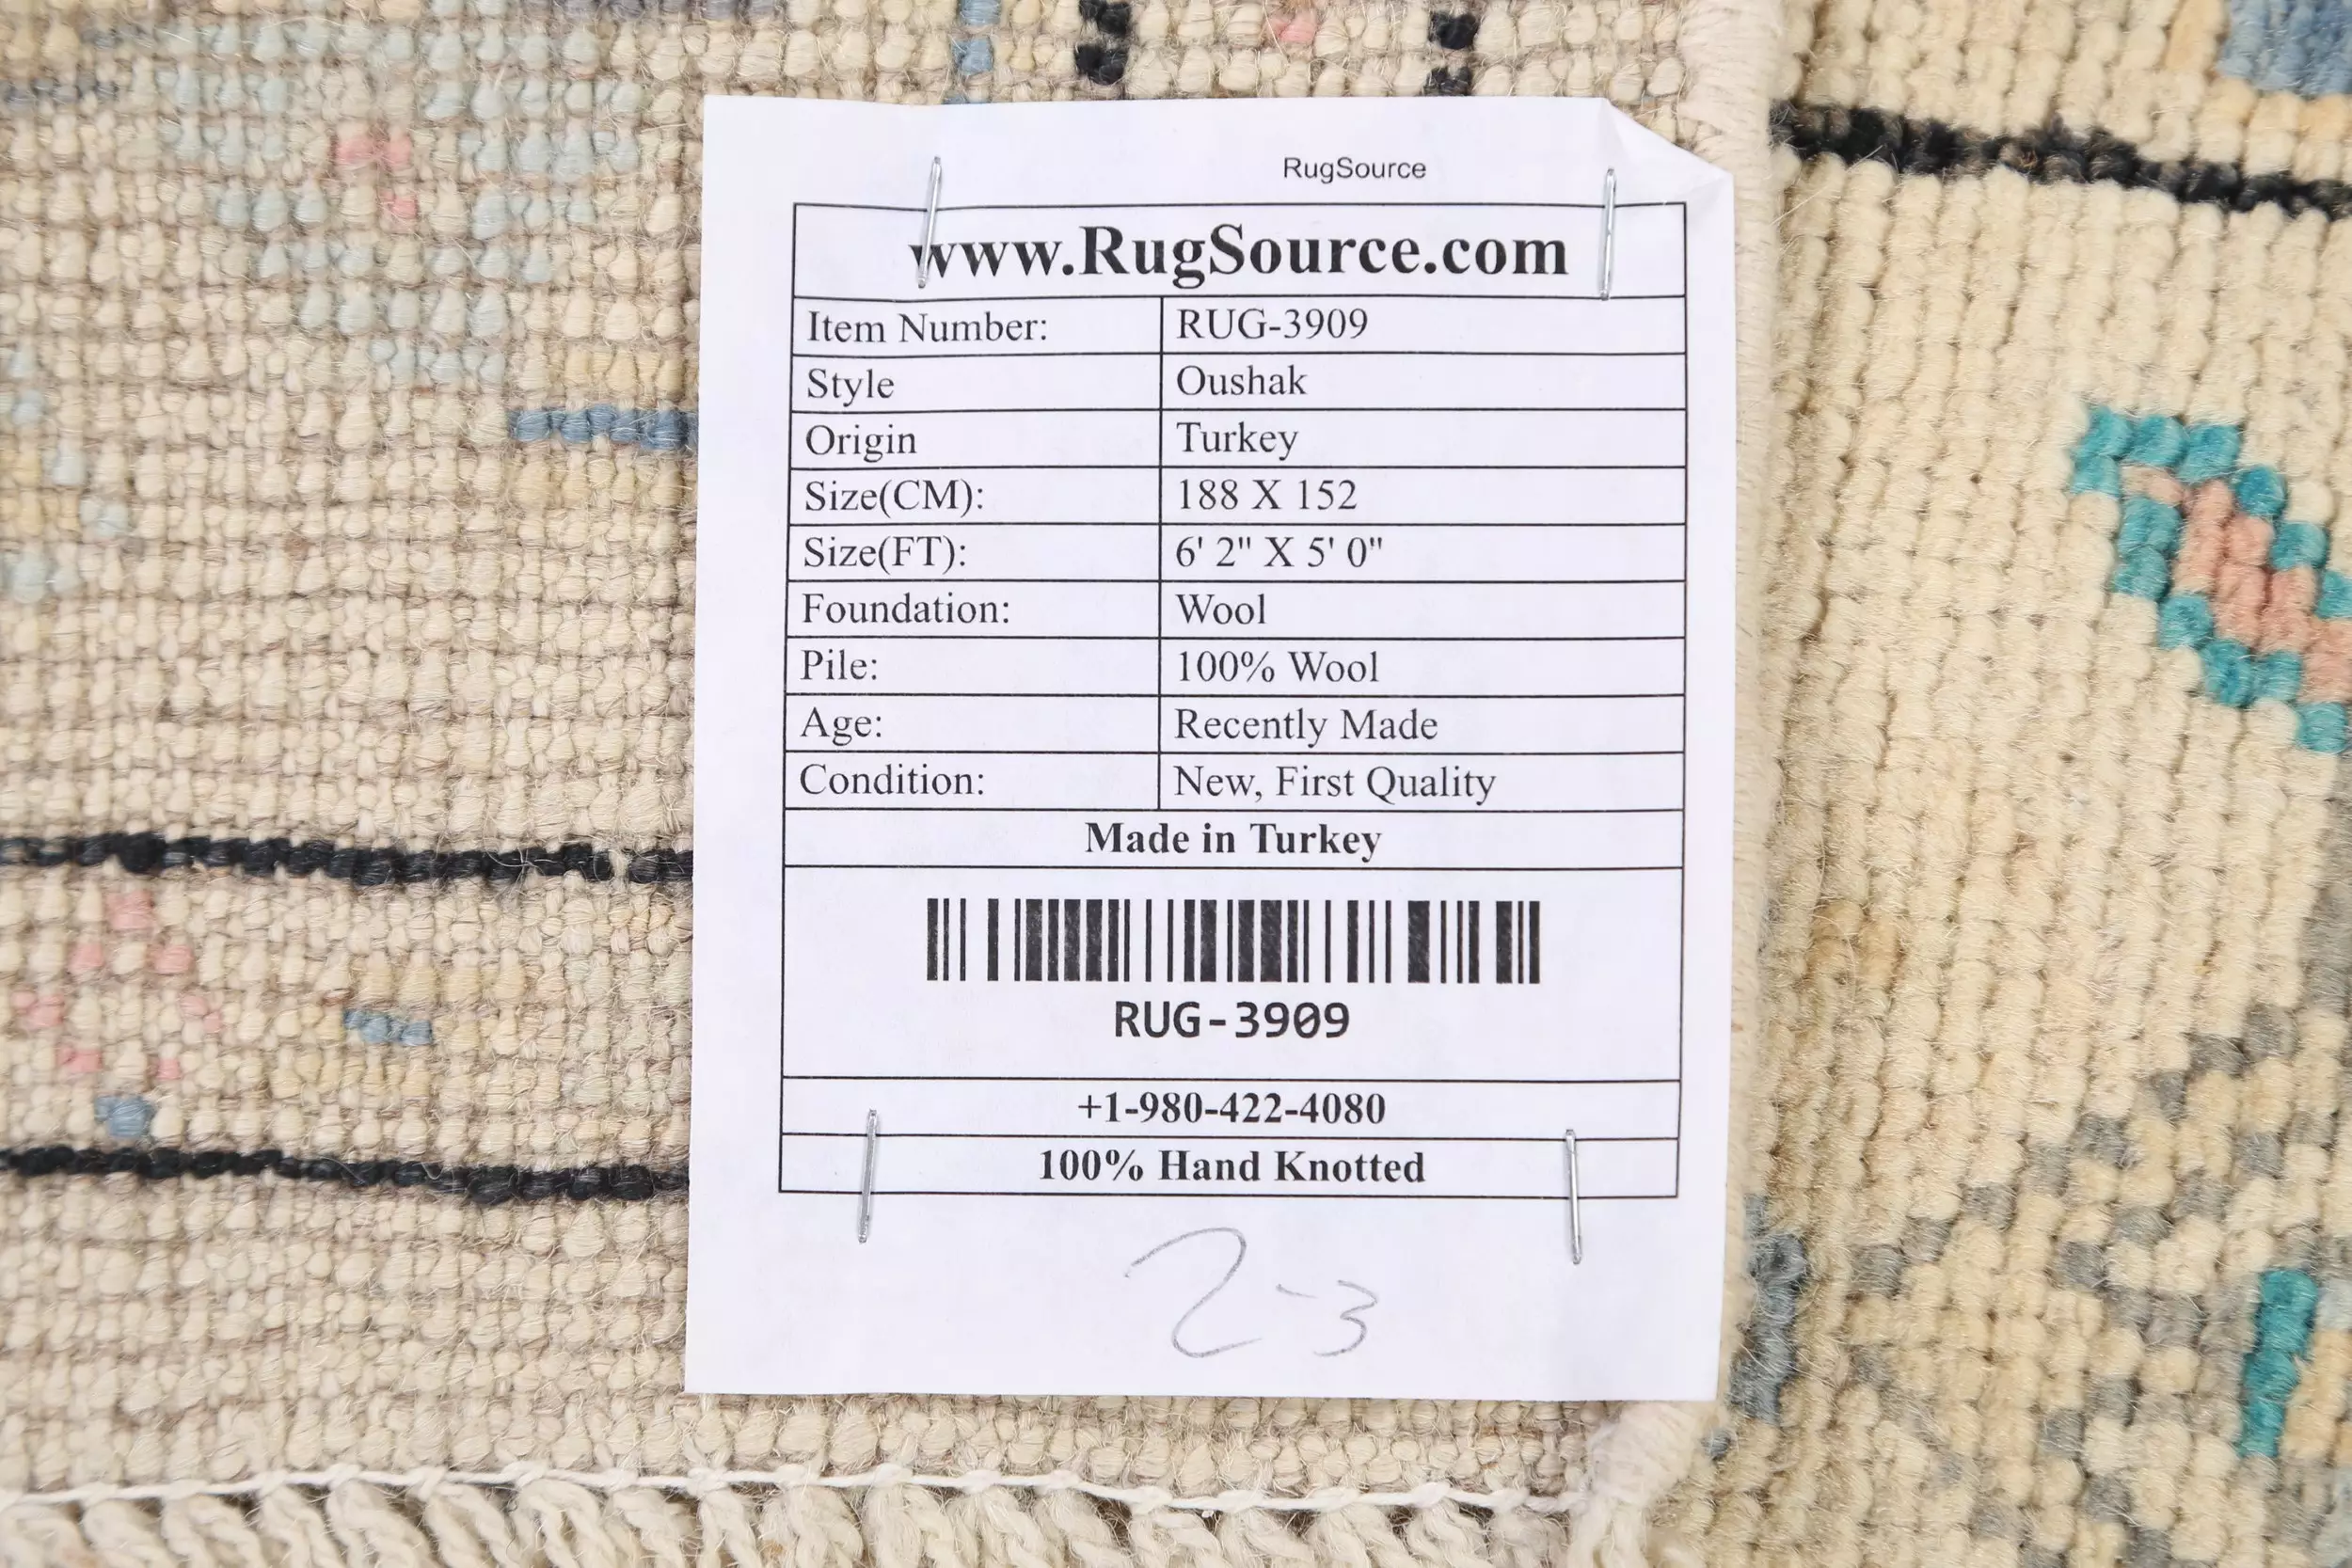 RugSource
www.RugSource.com
Item Number: RUG-3909
Style Oushak
Origin Turkey
Size(CM): 188 X 152
Size(FT): 6' 2" X 5' 0"
Foundation: Wool
Pile: 100% Wool
Age: Recently Made
Condition: New, First Quality
Made in Turkey
RUG-3909
+1-980-422-4080
100% Hand Knotted
2-3